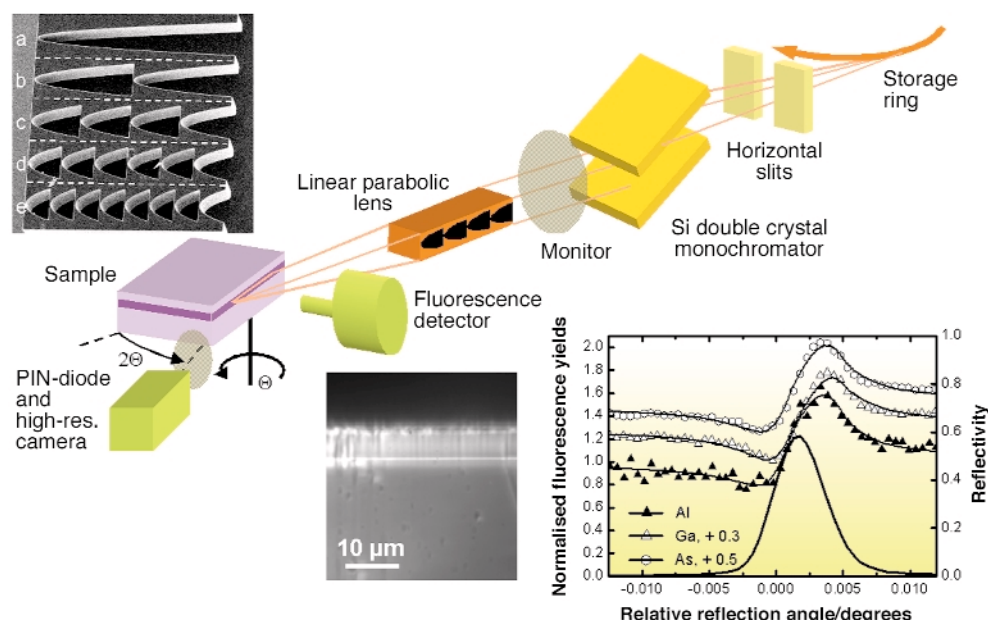 a
b
c
d
e
Storage
ring
Horizontal
slits
Si double crystal
monochromator
Monitor
Linear parabolic
lens
Sample
Fluorescence
detector
2Θ
Θ
PIN-diode
and
high-res.
camera
10 µm
Normalised fluorescence yields
2.0
1.8
1.6
1.4
1.2
1.0
0.8
0.6
0.4
0.2
0.0
Al
Ga, + 0.3
As, + 0.5
1.0
0.8
0.6
0.4
0.2
0.0
Reflectivity
-0.010
-0.005
0.000
0.005
0.010
Relative reflection angle/degrees